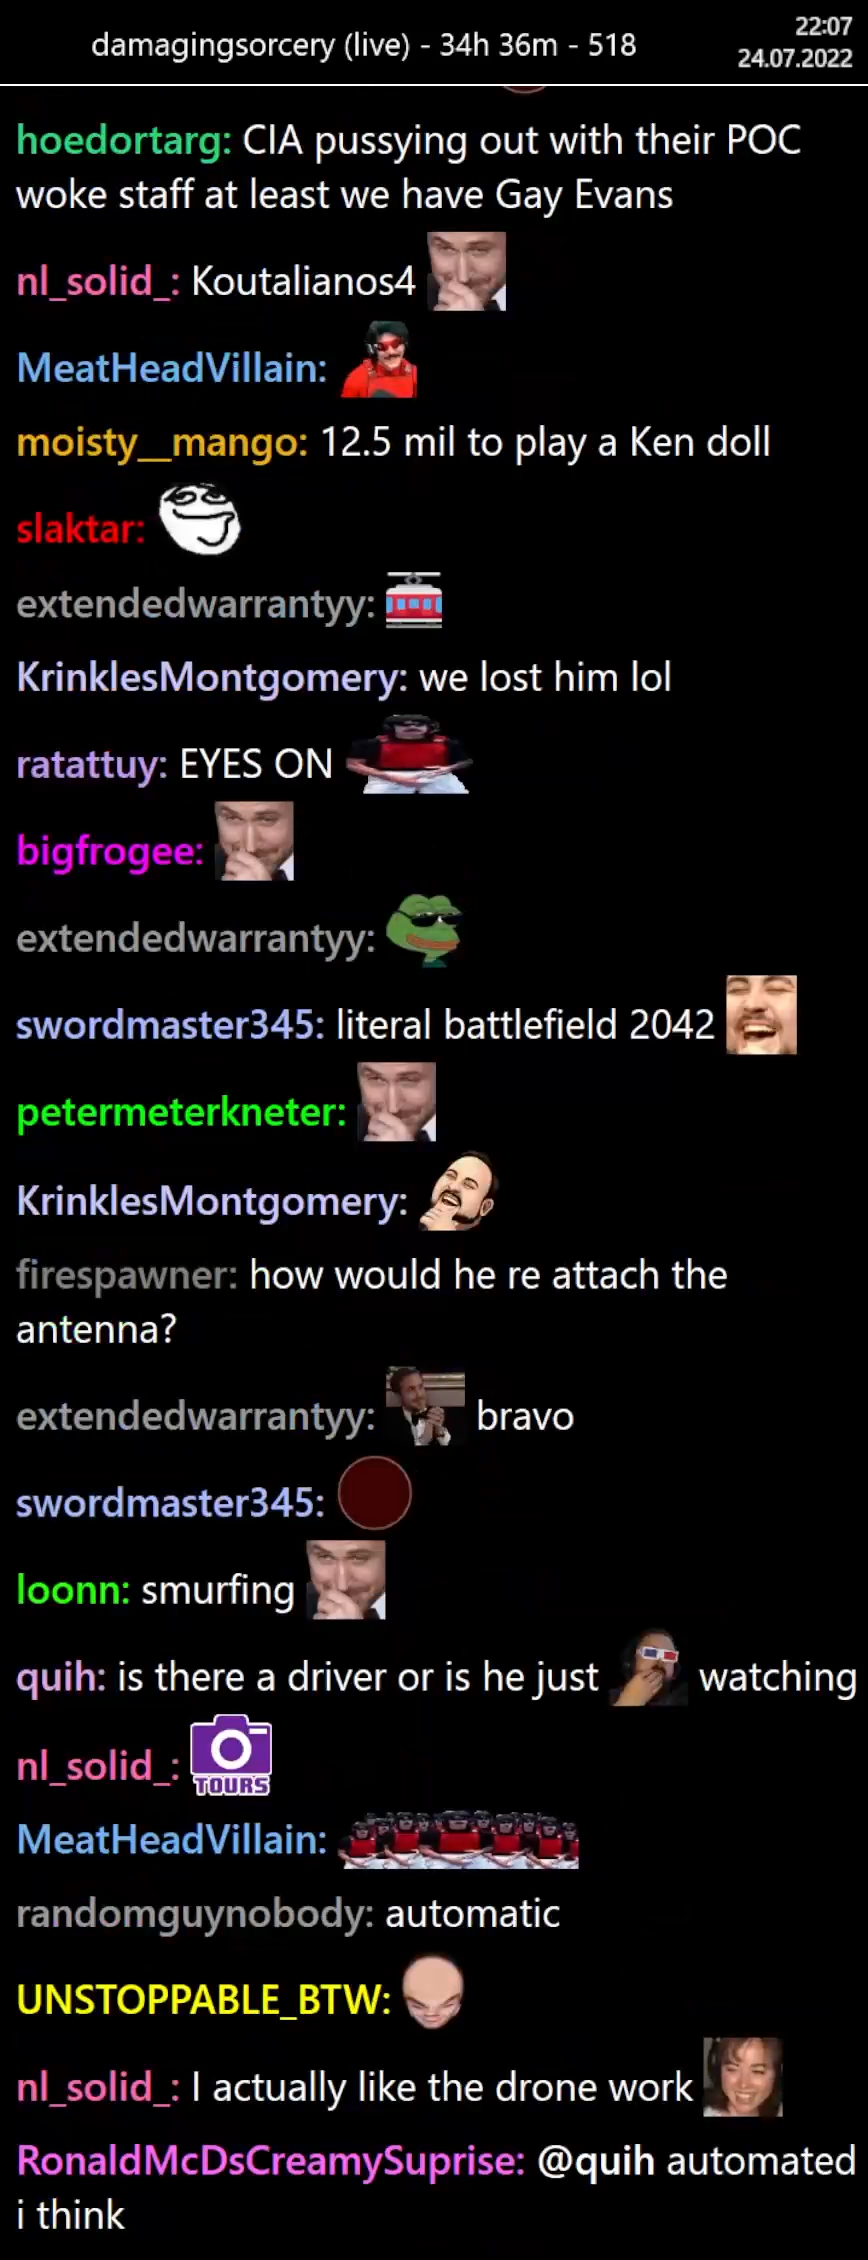 damagingsorcery (live) - 34h 36m - 518
22:07
24.07.2022
hoedortarg: CIA pussying out with their POC
woke staff at least we have Gay Evans
nl_solid_: Koutalianos4
MeatHeadVillain:
moisty__mango: 12.5 mil to play a Ken doll
slaktar:
extendedwarrantyy:
KrinklesMontgomery: we lost him lol
ratattuy: EYES ON
bigfrogee:
extendedwarrantyy:
swordmaster345: literal battlefield 2042
petermeterkneter:
KrinklesMontgomery:
firespawner: how would he re attach the
antenna?
extendedwarrantyy: bravo
swordmaster345:
loonn: smurfing
quih: is there a driver or is he just watching
nl_solid_: TOURS
MeatHeadVillain:
randomguynobody: automatic
UNSTOPPABLE_BTW:
nl_solid_: I actually like the drone work
RonaldMcDsCreamySuprise: @quih automated
i think